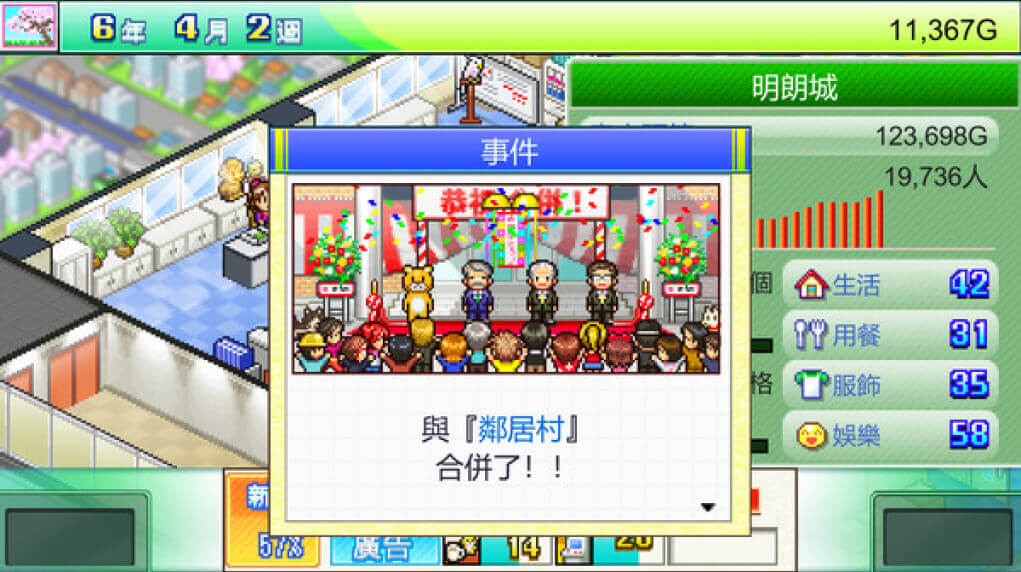 6年 4月 2週
11,367G
明朗城
123,698G
19,736人
事件
個
生活 42
用餐 31
格
服飾 35
娛樂 58
與『鄰居村』
合併了！！
新
57%
廣告
14